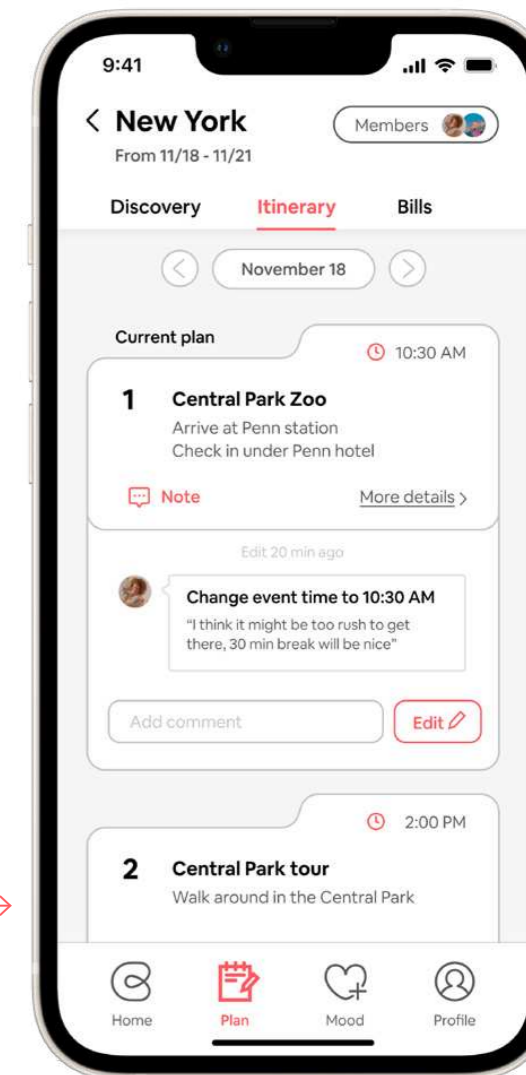 9:41
New York
Members
From 11/18 - 11/21
Discovery Itinerary Bills
November 18
Current plan
10:30 AM
1 Central Park Zoo
Arrive at Penn station
Check in under Penn hotel
Note More details >
Edit 20 min ago
Change event time to 10:30 AM
“I think it might be too rush to get
there, 30 min break will be nice”
Add comment Edit
2:00 PM
2 Central Park tour
Walk around in the Central Park
Home Plan Mood Profile